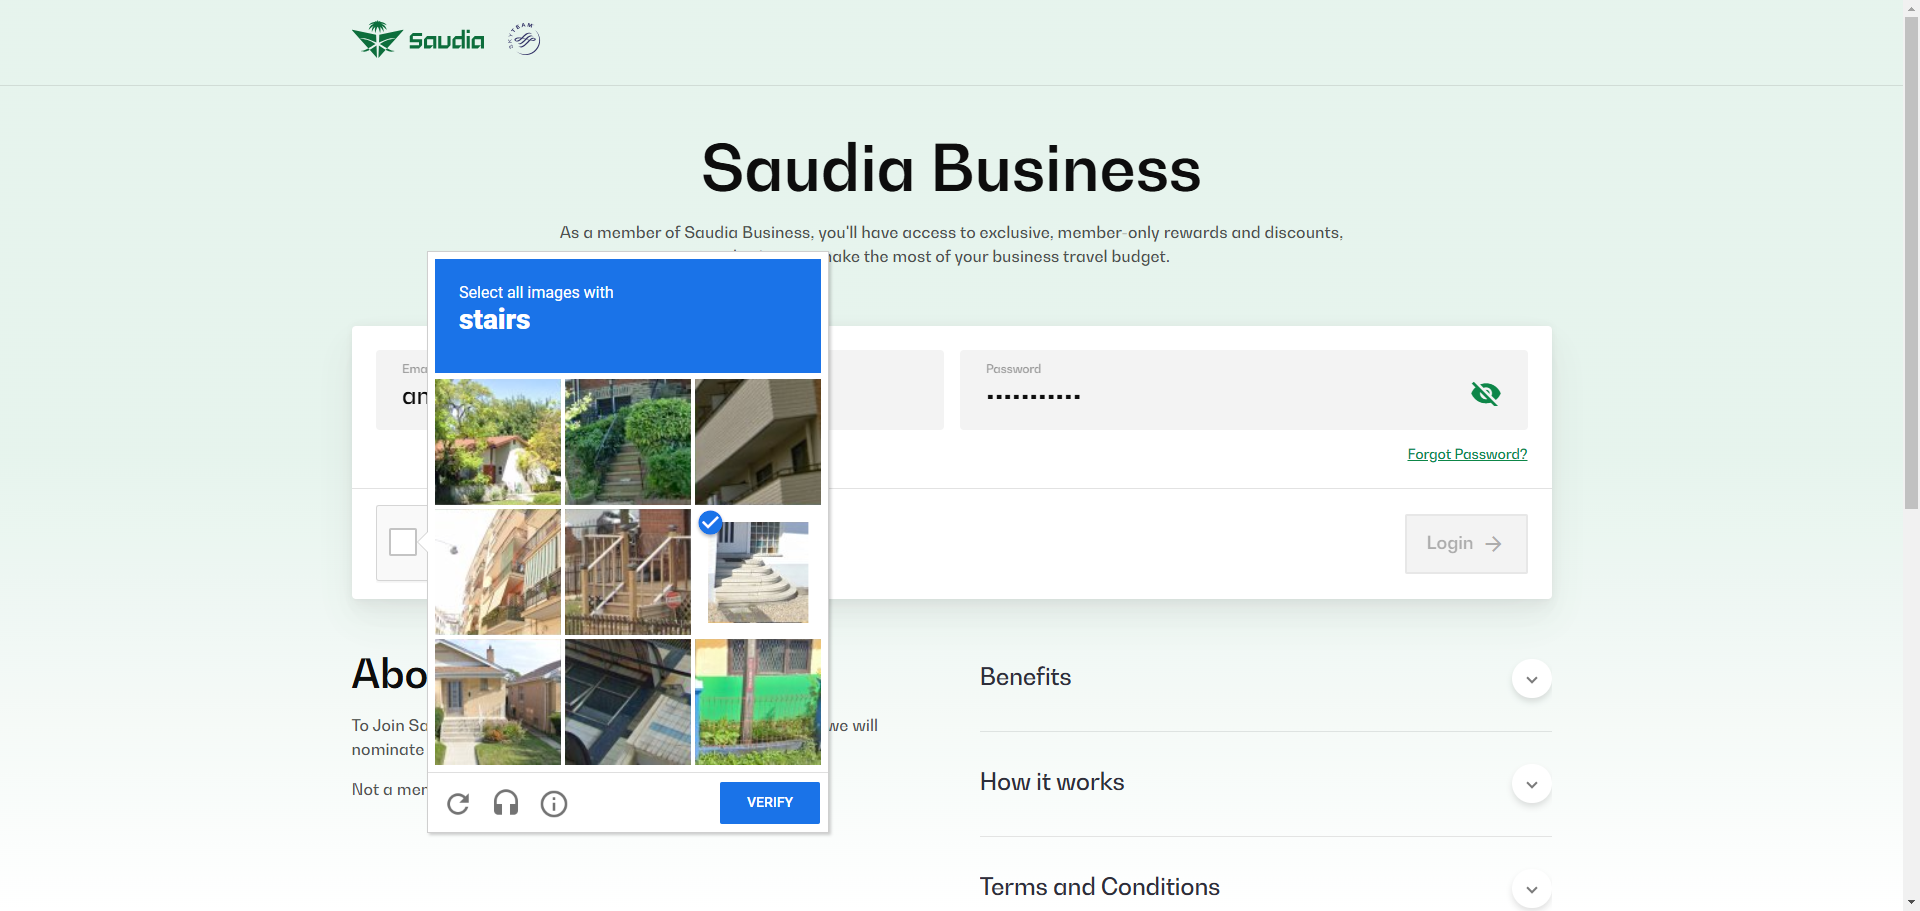 saudia
SKYTEAM
Saudia Business
As a member of Saudia Business, you'll have access to exclusive, member-only rewards and discounts,
make the most of your business travel budget.
Select all images with
stairs
Ema
an
Password
Forgot Password?
Login
Abo
To Join Sa
we will
nominate
Not a mer
VERIFY
Benefits
How it works
Terms and Conditions